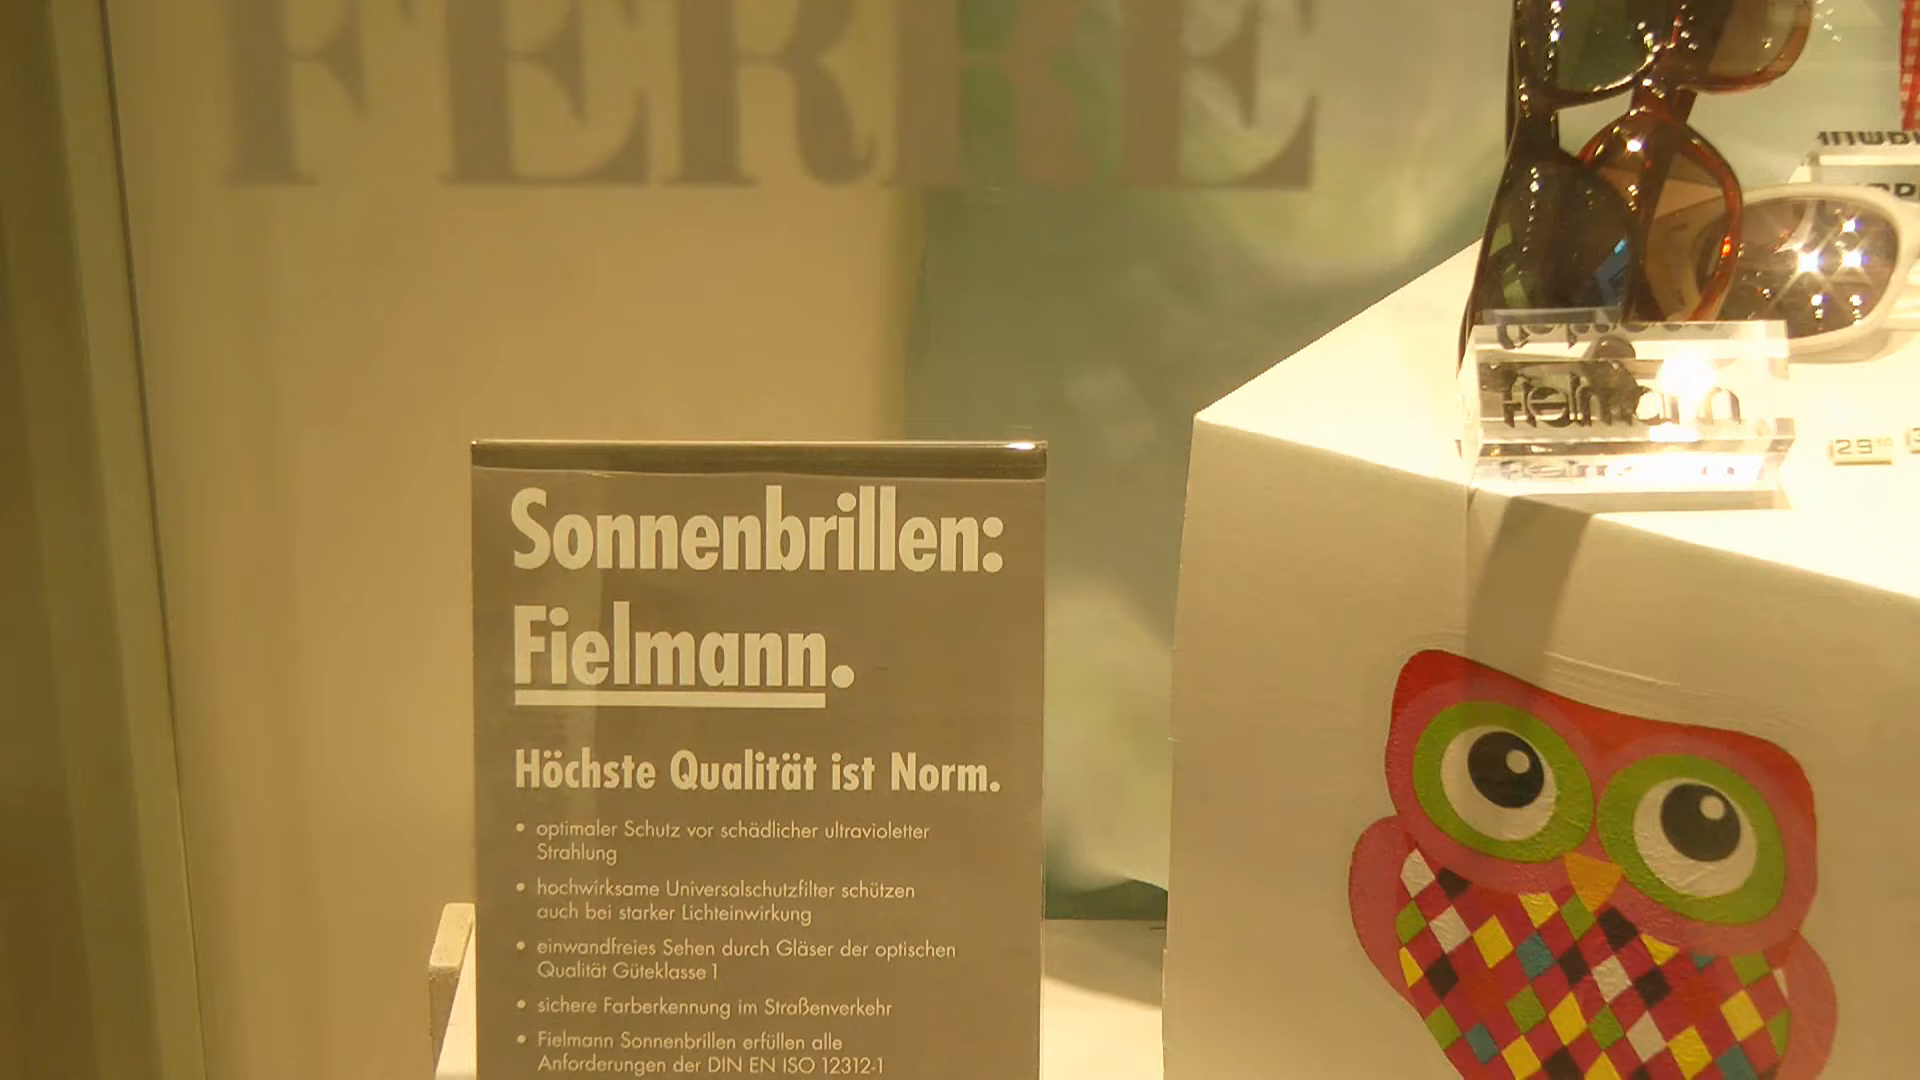 FERRE
Sonnenbrillen:
Fielmann.
Höchste Qualität ist Norm.
• optimaler Schutz vor schädlicher ultravioletter
Strahlung
• hochwirksame Universalschutzfilter schützen
auch bei starker Lichteinwirkung
• einwandfreies Sehen durch Gläser der optischen
Qualität Güteklasse 1
• sichere Farberkennung im Straßenverkehr
• Fielmann Sonnenbrillen erfüllen alle
Anforderungen der DIN EN ISO 12312-1
fielmann
29